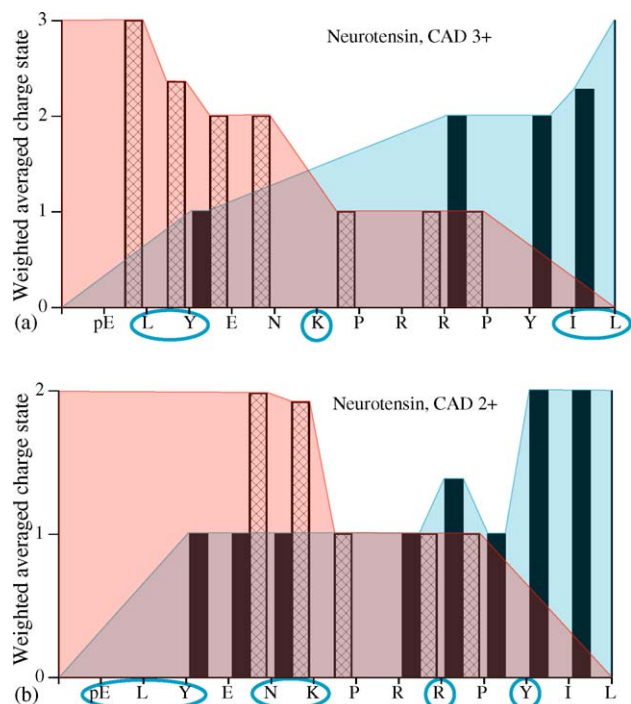 3
Neurotensin, CAD 3+
2
1
0
Weighted averaged charge state
(a) pE L Y E N K P R R P Y I L
2
Neurotensin, CAD 2+
1
0
Weighted averaged charge state
(b) pE L Y E N K P R R P Y I L